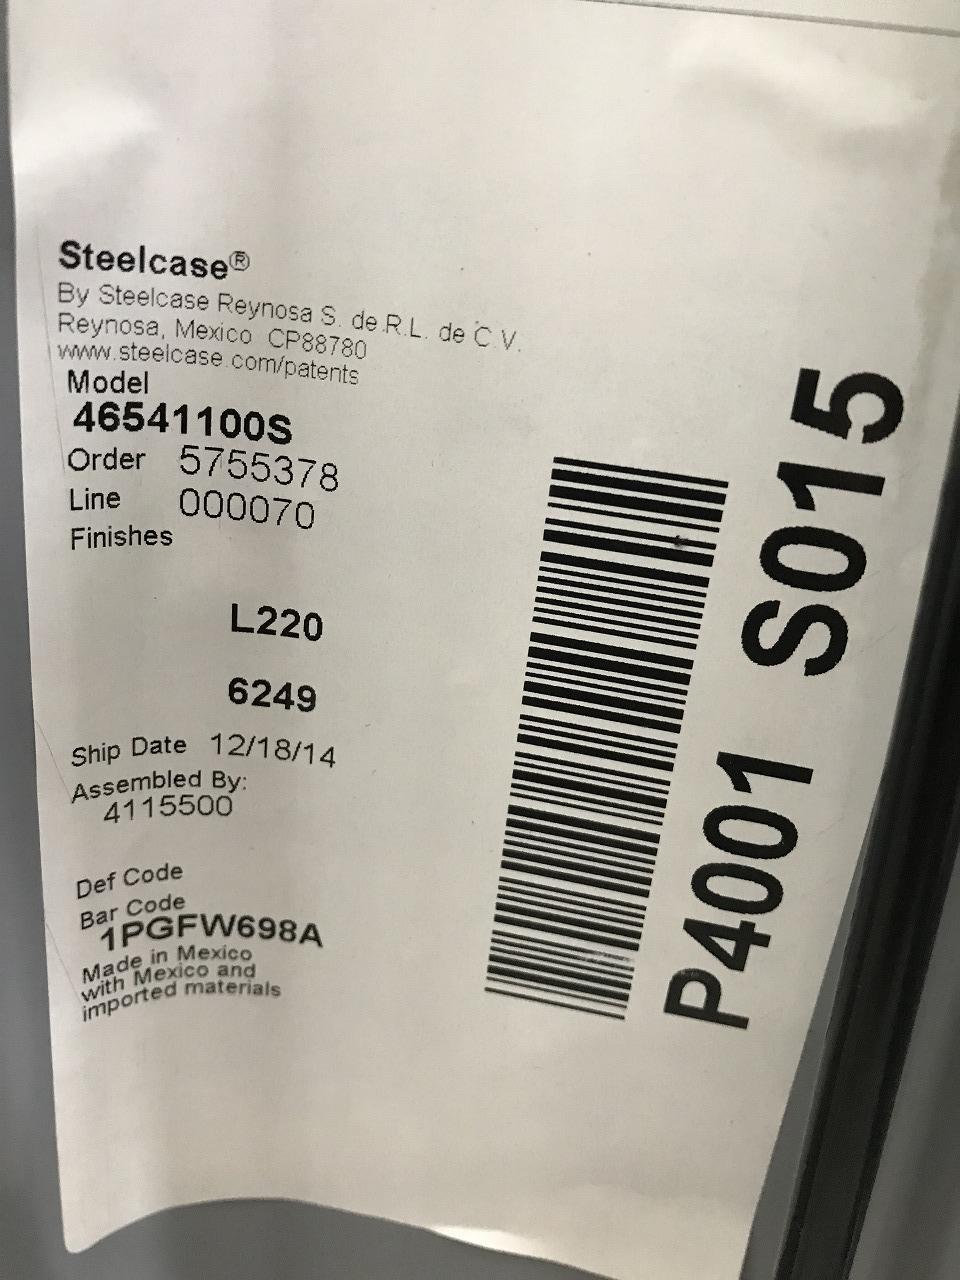 Steelcase®
By Steelcase Reynosa S. de R.L. de C.V.
Reynosa, Mexico CP88780
www.steelcase.com/patents
Model
46541100S
Order 5755378
Line 000070
Finishes
L220
6249
Ship Date 12/18/14
Assembled By:
4115500
Def Code
Bar Code
1PGFW698A
Made in Mexico
with Mexico and
imported materials
P4001 S015